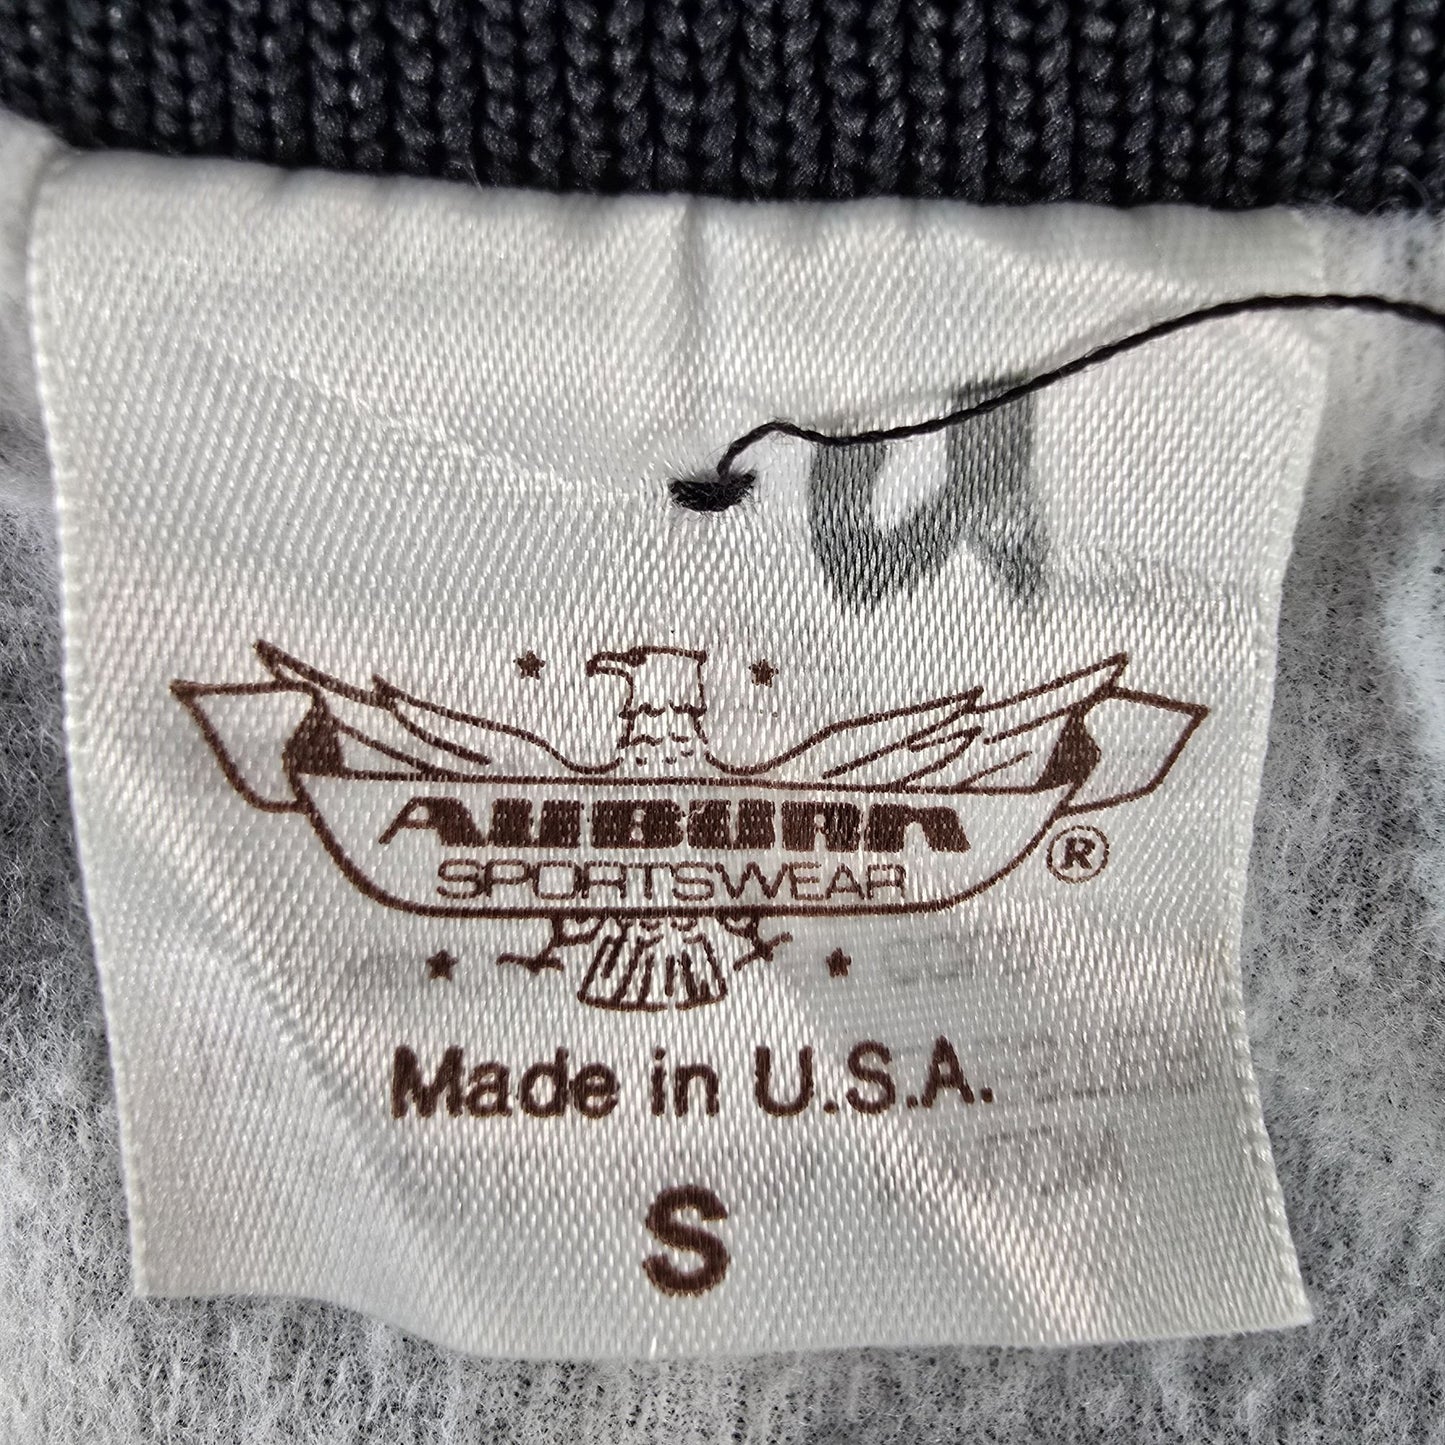 AUBURN
SPORTSWEAR ®
Made in U.S.A.
S